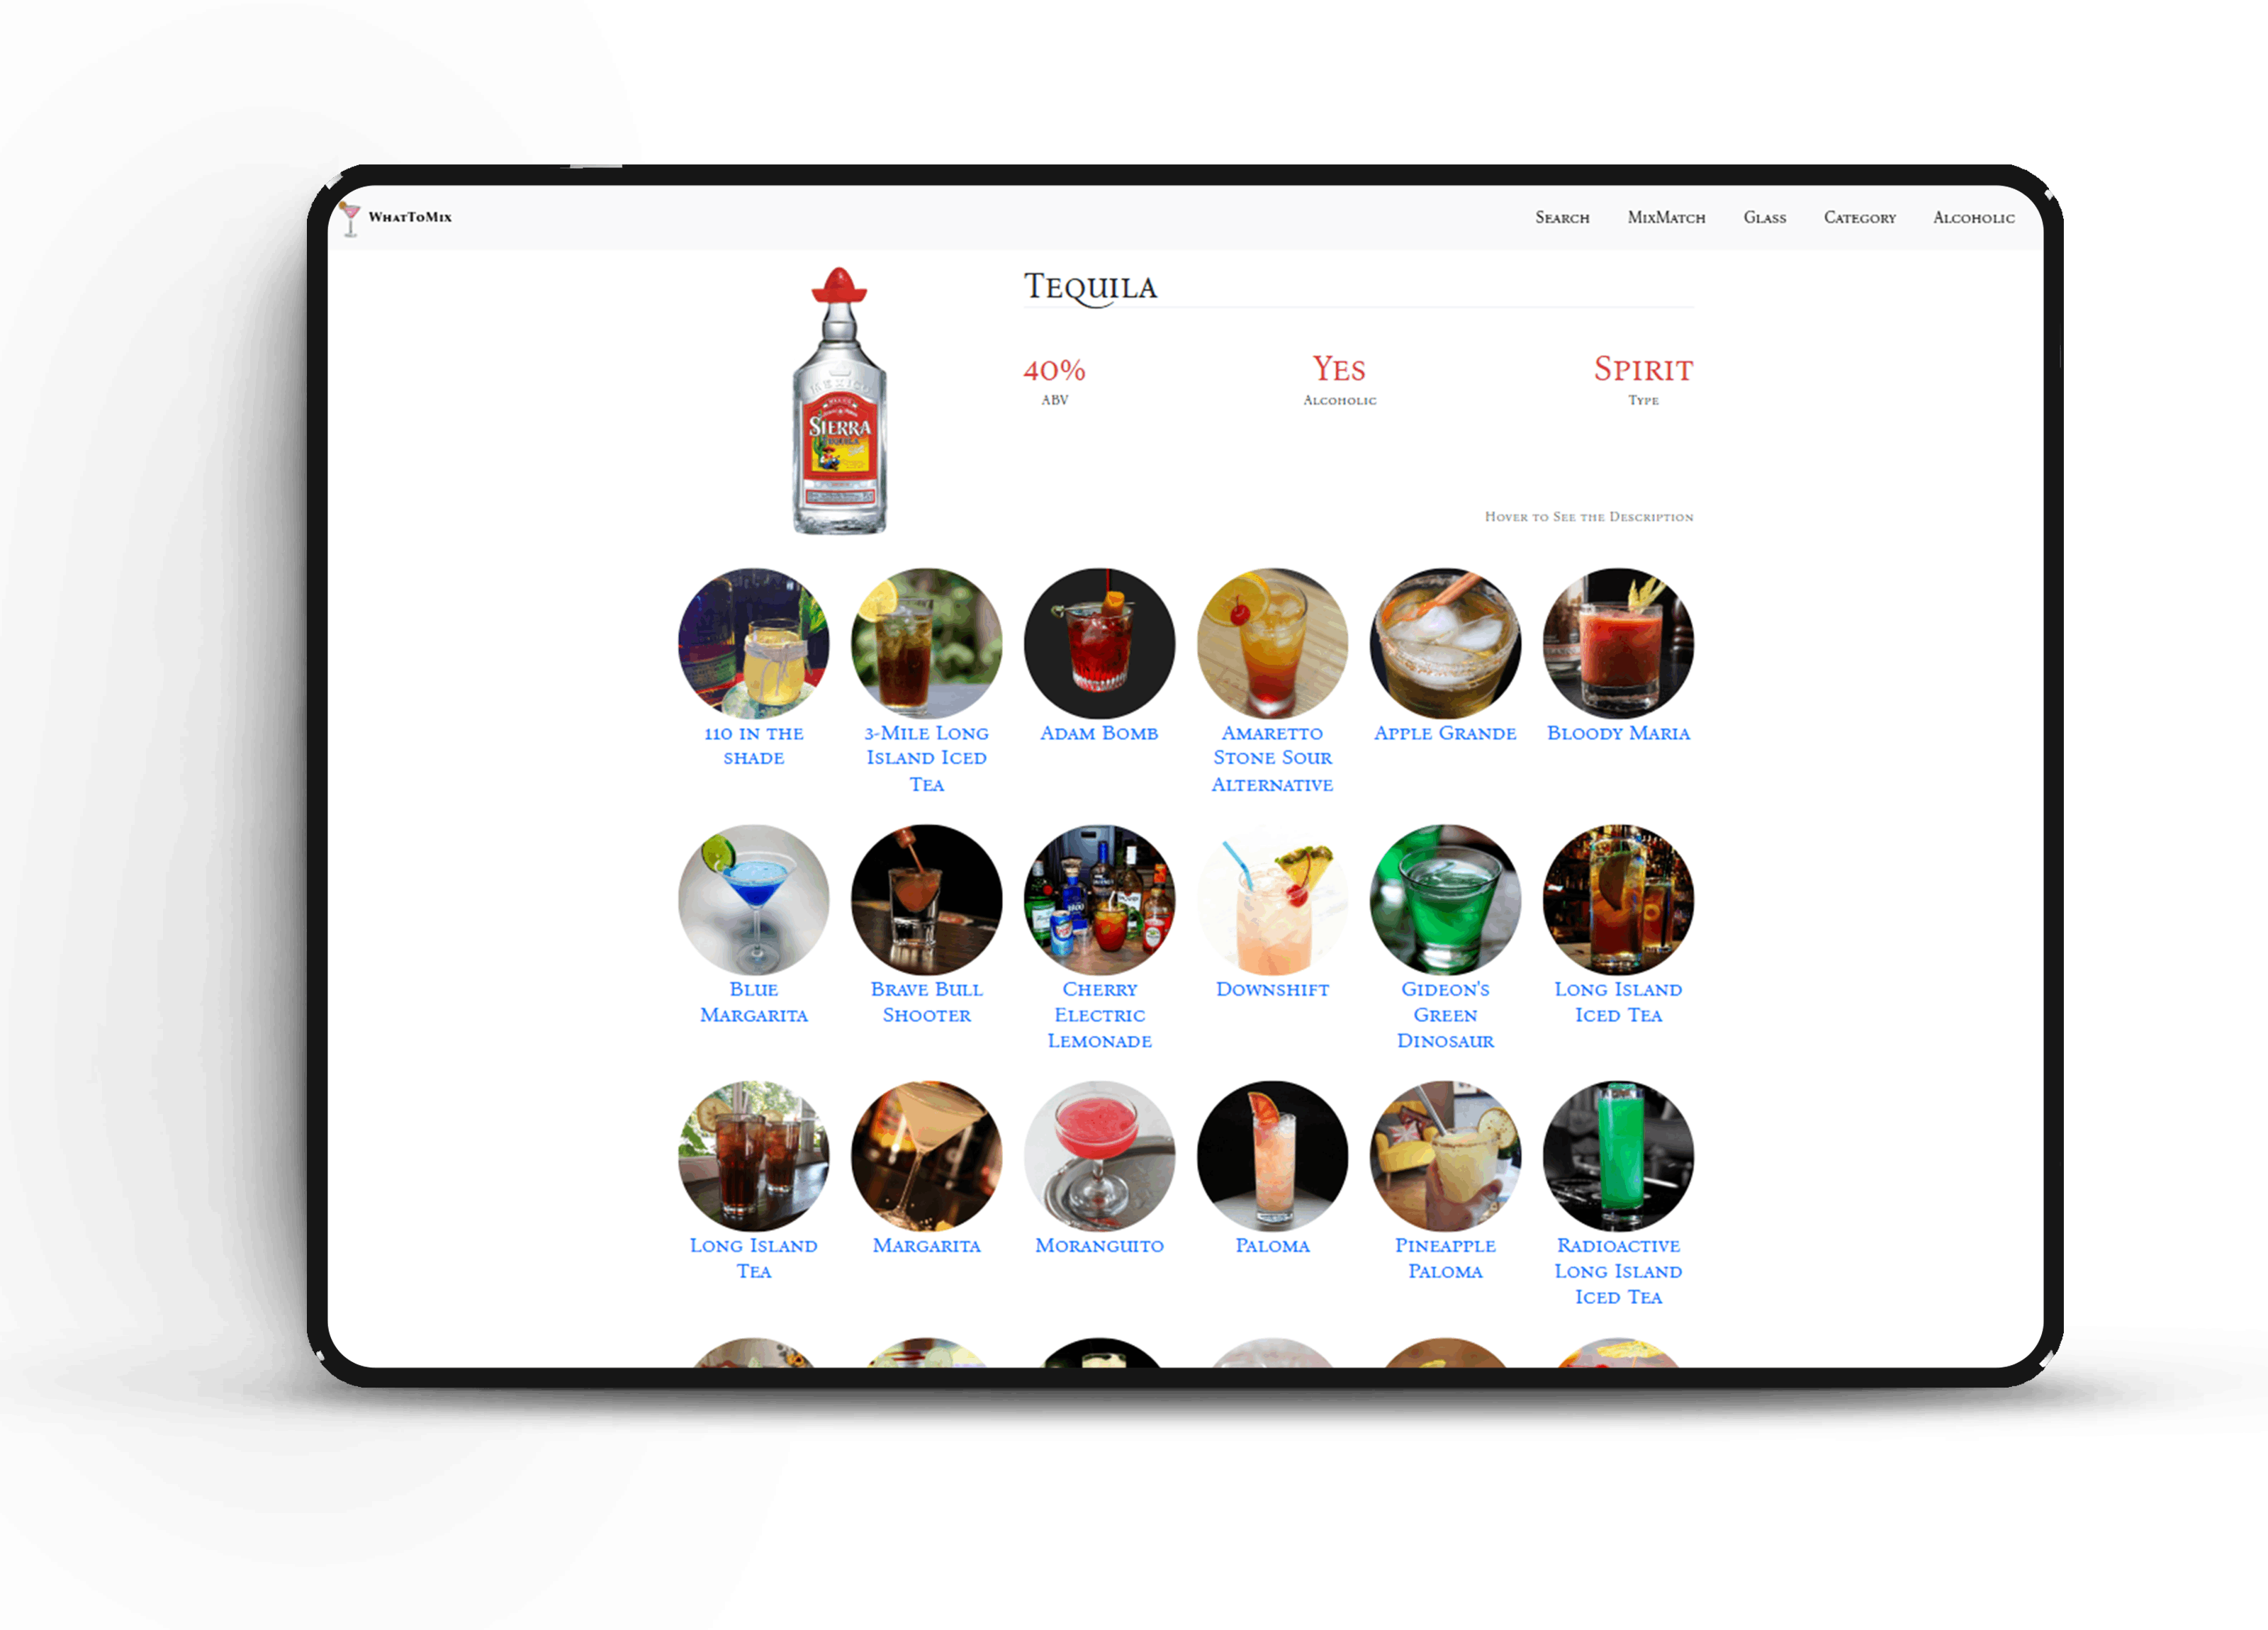 WhatToMix
Search MixMatch Glass Category Alcoholic
Tequila
40% Yes Spirit
ABV Alcoholic Type
MEXICO
SIERRA
TEQUILA
Hover to See the Description
110 in the
shade
3-Mile Long
Island Iced
Tea
Adam Bomb
Amaretto
Stone Sour
Alternative
Apple Grande
Bloody Maria
Blue
Margarita
Brave Bull
Shooter
Cherry
Electric
Lemonade
Downshift
Gideon's
Green
Dinosaur
Long Island
Iced Tea
Long Island
Tea
Margarita
Moranguito
Paloma
Pineapple
Paloma
Radioactive
Long Island
Iced Tea